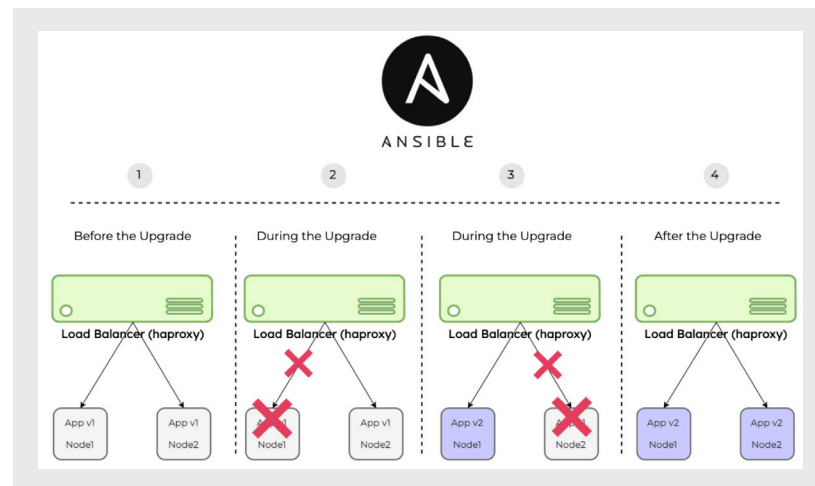 ANSIBLE
1
2
3
4
Before the Upgrade
During the Upgrade
During the Upgrade
After the Upgrade
Load Balancer (haproxy)
Load Balancer (haproxy)
Load Balancer (haproxy)
Load Balancer (haproxy)
App v1
Node1
App v1
Node2
Node1
App v1
Node2
App v2
Node1
Node2
App v2
Node1
App v2
Node2